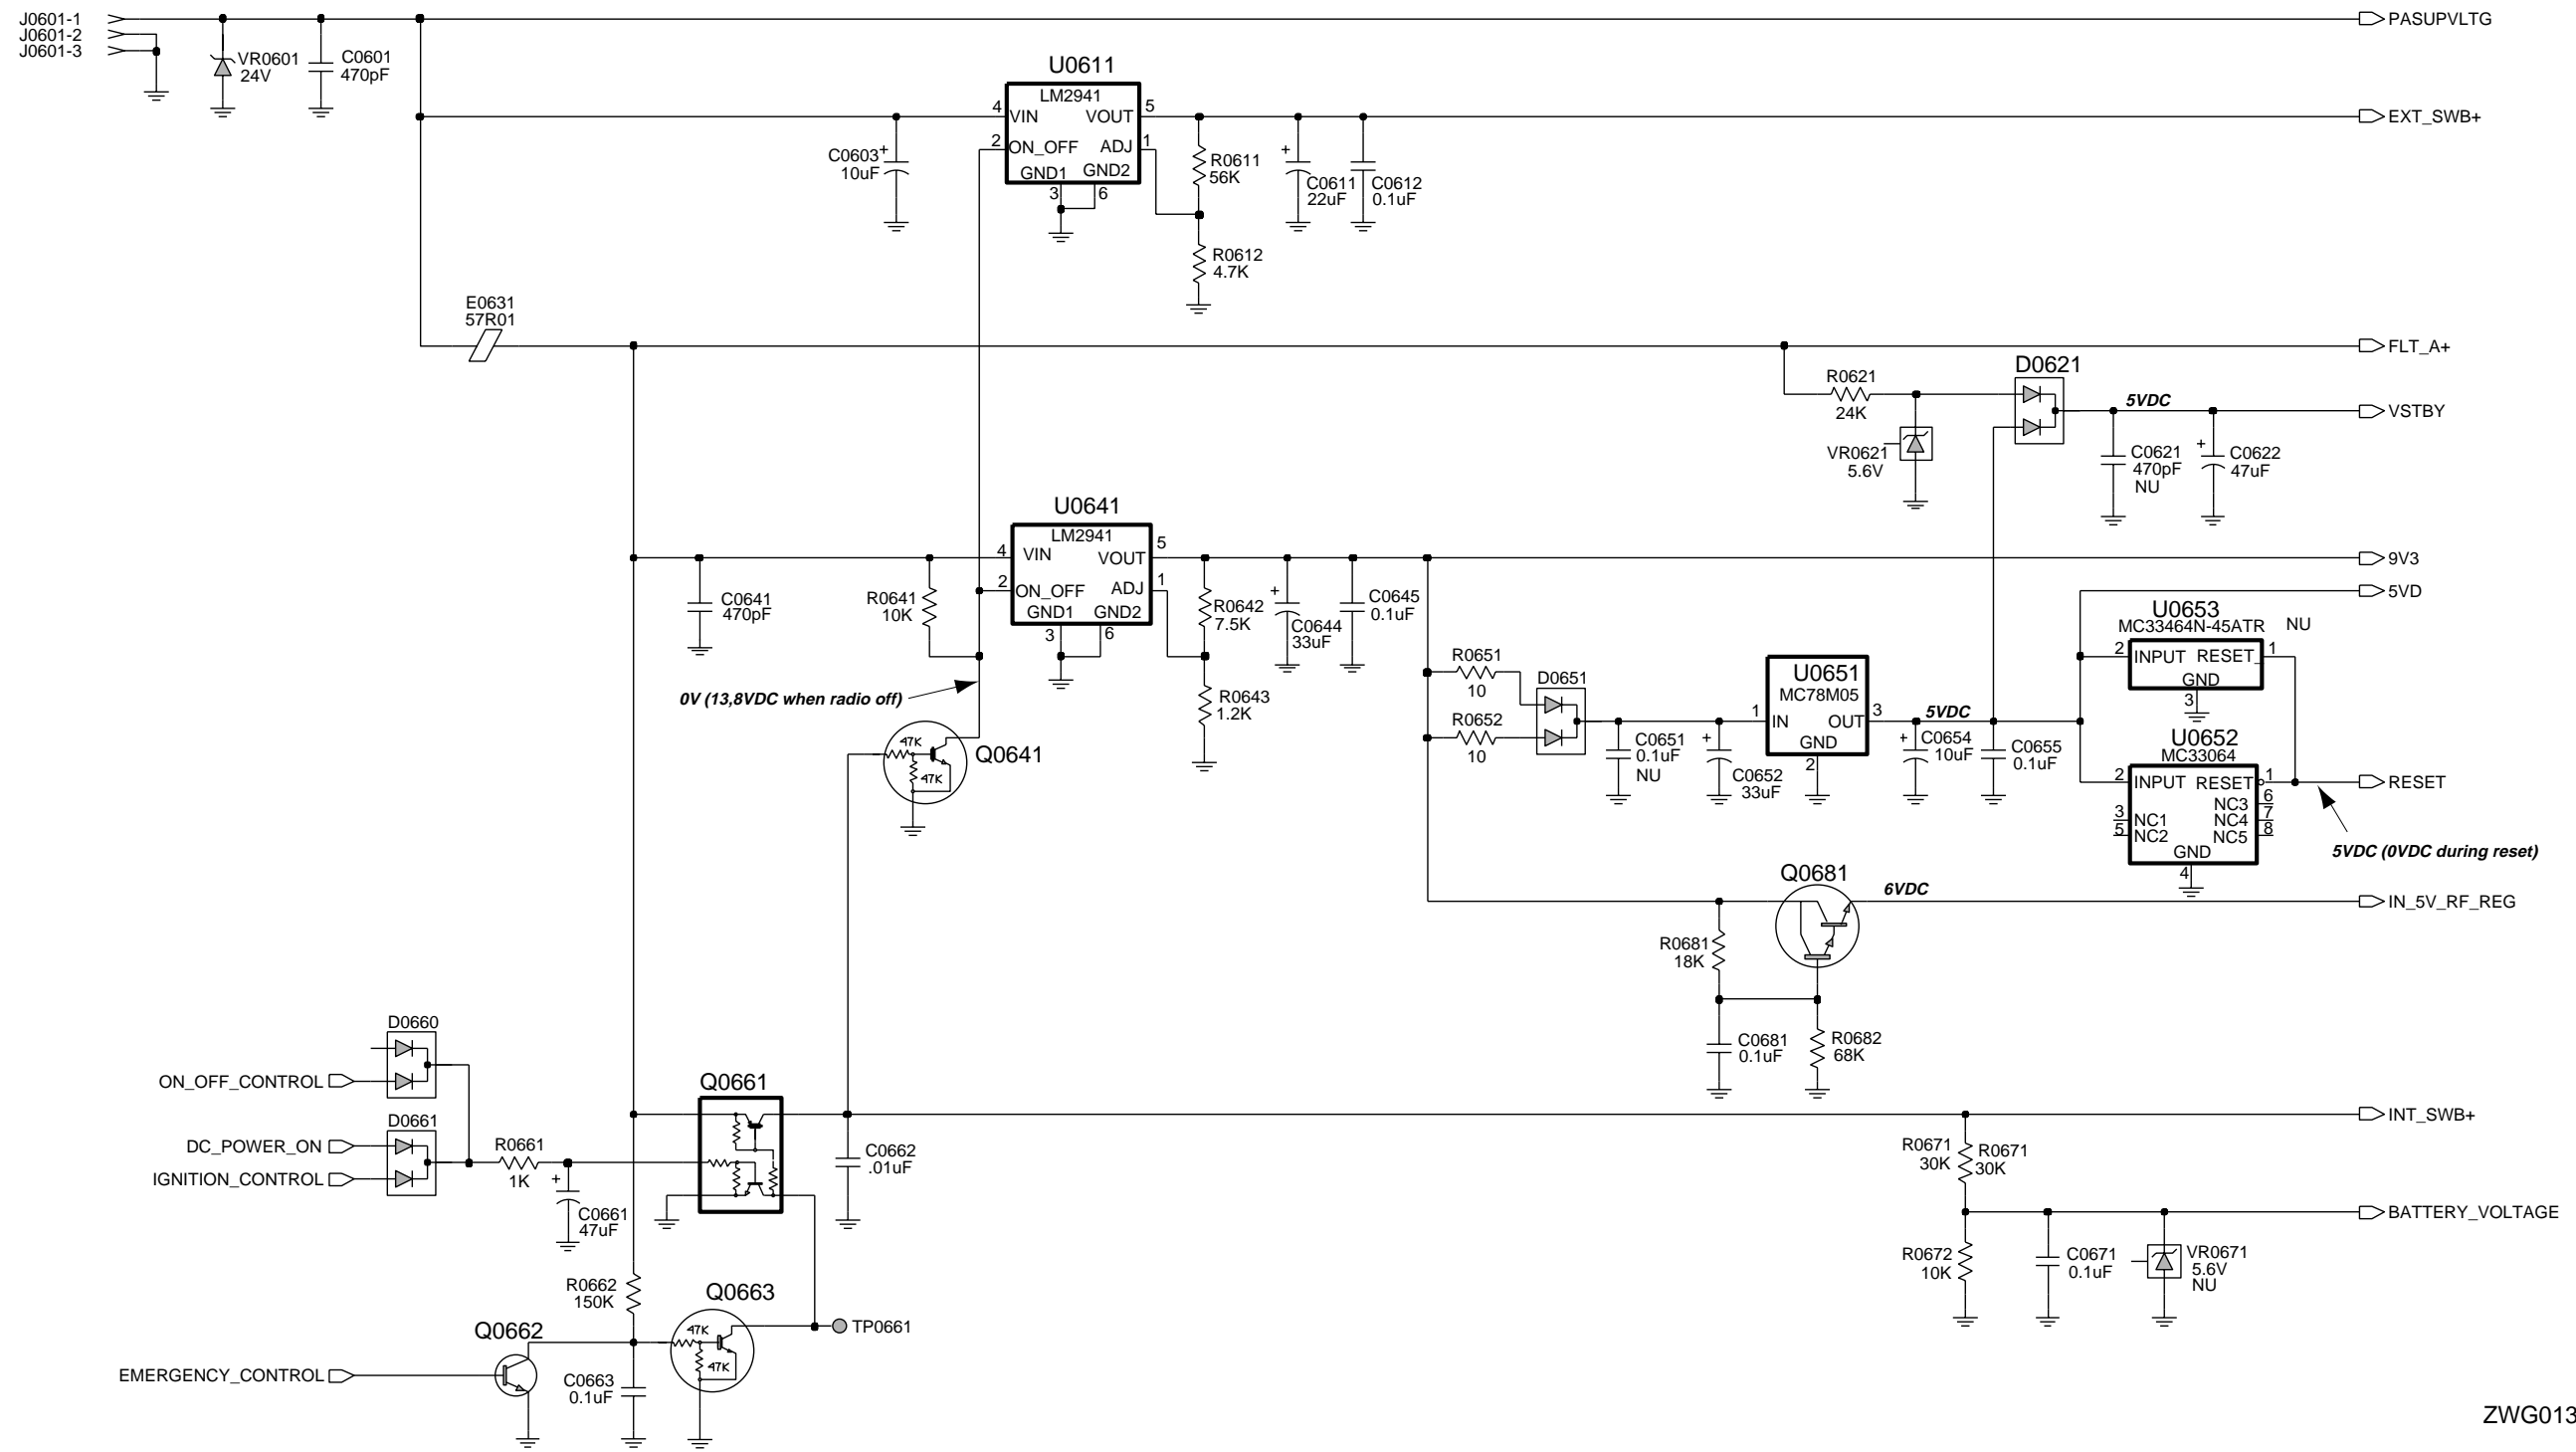 J0601-1
J0601-2
J0601-3
VR0601
24V
C0601
470pF
PASUPVLTG
U0611
LM2941
4
VIN
VOUT
5
2
ON_OFF
ADJ
1
GND1
GND2
3
6
C0603
+
10uF
R0611
56K
R0612
4.7K
+
C0611
22uF
C0612
0.1uF
EXT_SWB+
E0631
57R01
FLT_A+
R0621
24K
VR0621
5.6V
D0621
5VDC
VSTBY
C0621
470pF
NU
+
C0622
47uF
U0641
LM2941
4
VIN
VOUT
5
2
ON_OFF
ADJ
1
GND1
GND2
3
6
C0641
470pF
R0641
10K
R0642
7.5K
R0643
1.2K
+
C0644
33uF
C0645
0.1uF
9V3
5VD
0V (13,8VDC when radio off)
47K
47K
Q0641
R0651
10
R0652
10
D0651
C0651
0.1uF
NU
+
C0652
33uF
U0651
MC78M05
1
IN
OUT
3
GND
2
5VDC
+
C0654
10uF
C0655
0.1uF
U0653
MC33464N-45ATR
NU
2
INPUT
RESET_
1
GND
3
U0652
MC33064
2
INPUT
RESET
1
3
NC1
5
NC2
NC3
6
NC4
7
NC5
8
GND
4
RESET
5VDC (0VDC during reset)
Q0681
6VDC
IN_5V_RF_REG
R0681
18K
C0681
0.1uF
R0682
68K
D0660
ON_OFF_CONTROL
D0661
DC_POWER_ON
IGNITION_CONTROL
R0661
1K
+
C0661
47uF
Q0661
C0662
.01uF
INT_SWB+
R0671
30K
R0671
30K
BATTERY_VOLTAGE
R0672
10K
C0671
0.1uF
VR0671
5.6V
NU
R0662
150K
Q0663
47K
47K
TP0661
Q0662
EMERGENCY_CONTROL
C0663
0.1uF